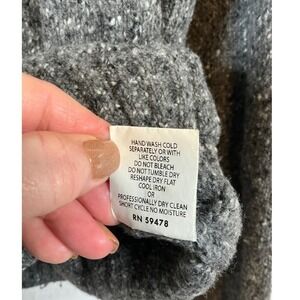 HAND WASH COLD
SEPARATELY OR WITH
LIKE COLORS
DO NOT BLEACH
DO NOT TUMBLE DRY
RESHAPE DRY FLAT
COOL IRON
OR
PROFESSIONALLY DRY CLEAN
SHORT CYCLE NO MOISTURE
RN 59478